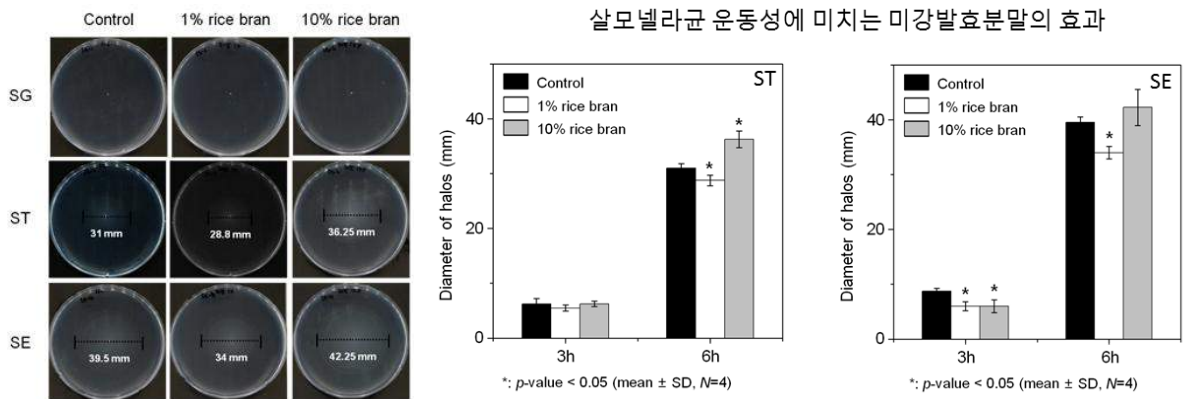 Control 1% rice bran 10% rice bran
SG
ST
31 mm 28.8 mm 36.25 mm
SE
39.5 mm 34 mm 42.25 mm
살모넬라균 운동성에 미치는 미강발효분말의 효과
ST
Control
1% rice bran
10% rice bran
Diameter of halos (mm)
40
20
0
* *
3h 6h
*: p-value < 0.05 (mean ± SD, N=4)
SE
Control
1% rice bran
10% rice bran
Diameter of halos (mm)
40
20
0
* * *
3h 6h
*: p-value < 0.05 (mean ± SD, N=4)